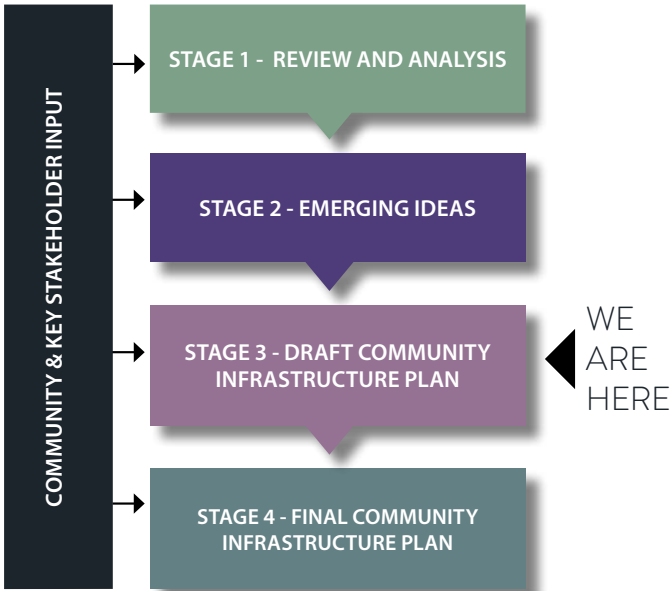 COMMUNITY & KEY STAKEHOLDER INPUT
STAGE 1 - REVIEW AND ANALYSIS
STAGE 2 - EMERGING IDEAS
STAGE 3 - DRAFT COMMUNITY
INFRASTRUCTURE PLAN
WE
ARE
HERE
STAGE 4 - FINAL COMMUNITY
INFRASTRUCTURE PLAN